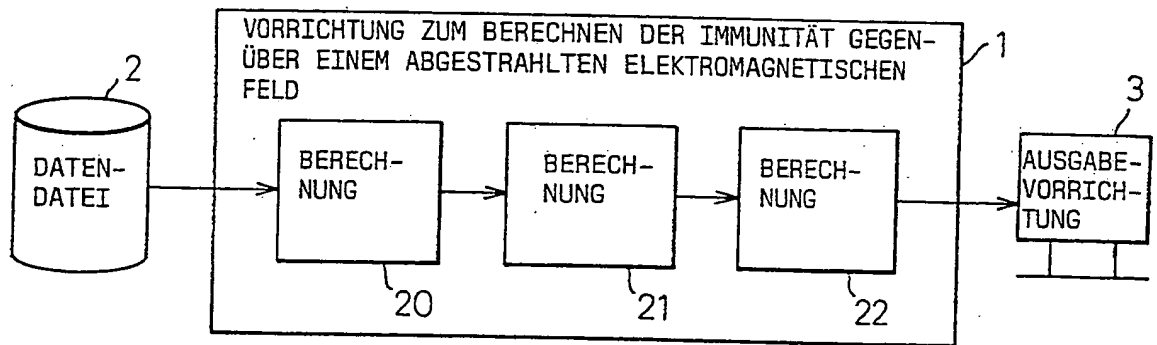 VORRICHTUNG ZUM BERECHNEN DER IMMUNITÄT GEGEN-
ÜBER EINEM ABGESTRAHLTEN ELEKTROMAGNETISCHEN
FELD
1
2
DATEN-
DATEI
BERECH-
NUNG
20
BERECH-
NUNG
21
BERECH-
NUNG
22
3
AUSGABE-
VORRICH-
TUNG